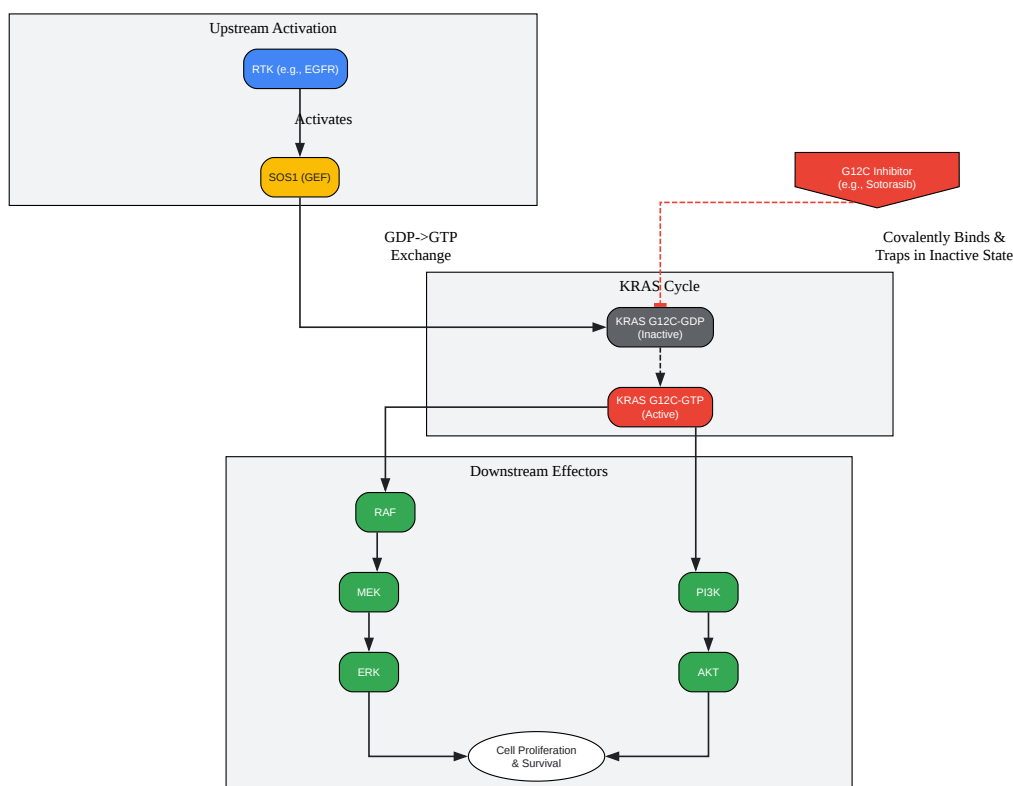 Upstream Activation
RTK (e.g., EGFR)
Activates
SOS1 (GEF)
G12C Inhibitor
(e.g., Sotorasib)
GDP->GTP
Exchange
Covalently Binds &
Traps in Inactive State
KRAS Cycle
KRAS G12C-GDP
(Inactive)
KRAS G12C-GTP
(Active)
Downstream Effectors
RAF
MEK
PI3K
ERK
AKT
Cell Proliferation
& Survival